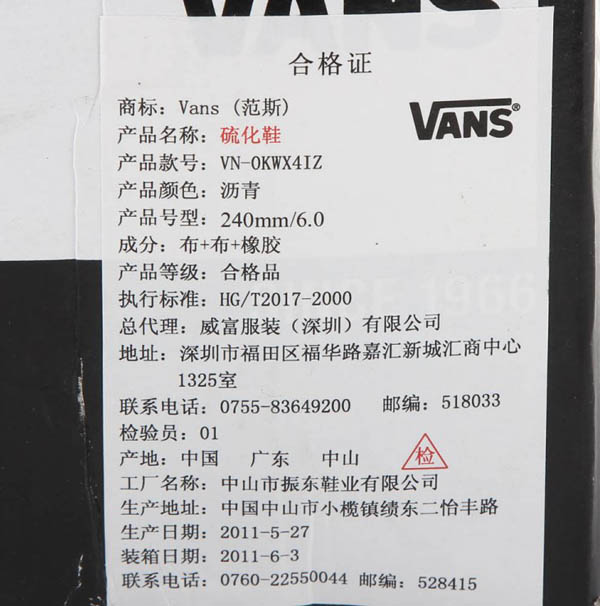 VANS
合格证
商标: Vans (范斯)
VANS®
产品名称: 硫化鞋
产品款号: VN-0KWX4IZ
产品颜色: 沥青
产品号型: 240mm/6.0
成分: 布+布+橡胶
产品等级: 合格品
执行标准: HG/T2017-2000
1966
总代理: 威富服装(深圳)有限公司
地址: 深圳市福田区福华路嘉汇新城汇商中心
1325室
联系电话: 0755-83649200 邮编: 518033
检验员: 01
产地: 中国 广东 中山 检
工厂名称: 中山市振东鞋业有限公司
生产地址: 中国中山市小榄镇绩东二怡丰路
生产日期: 2011-5-27
装箱日期: 2011-6-3
联系电话: 0760-22550044 邮编: 528415